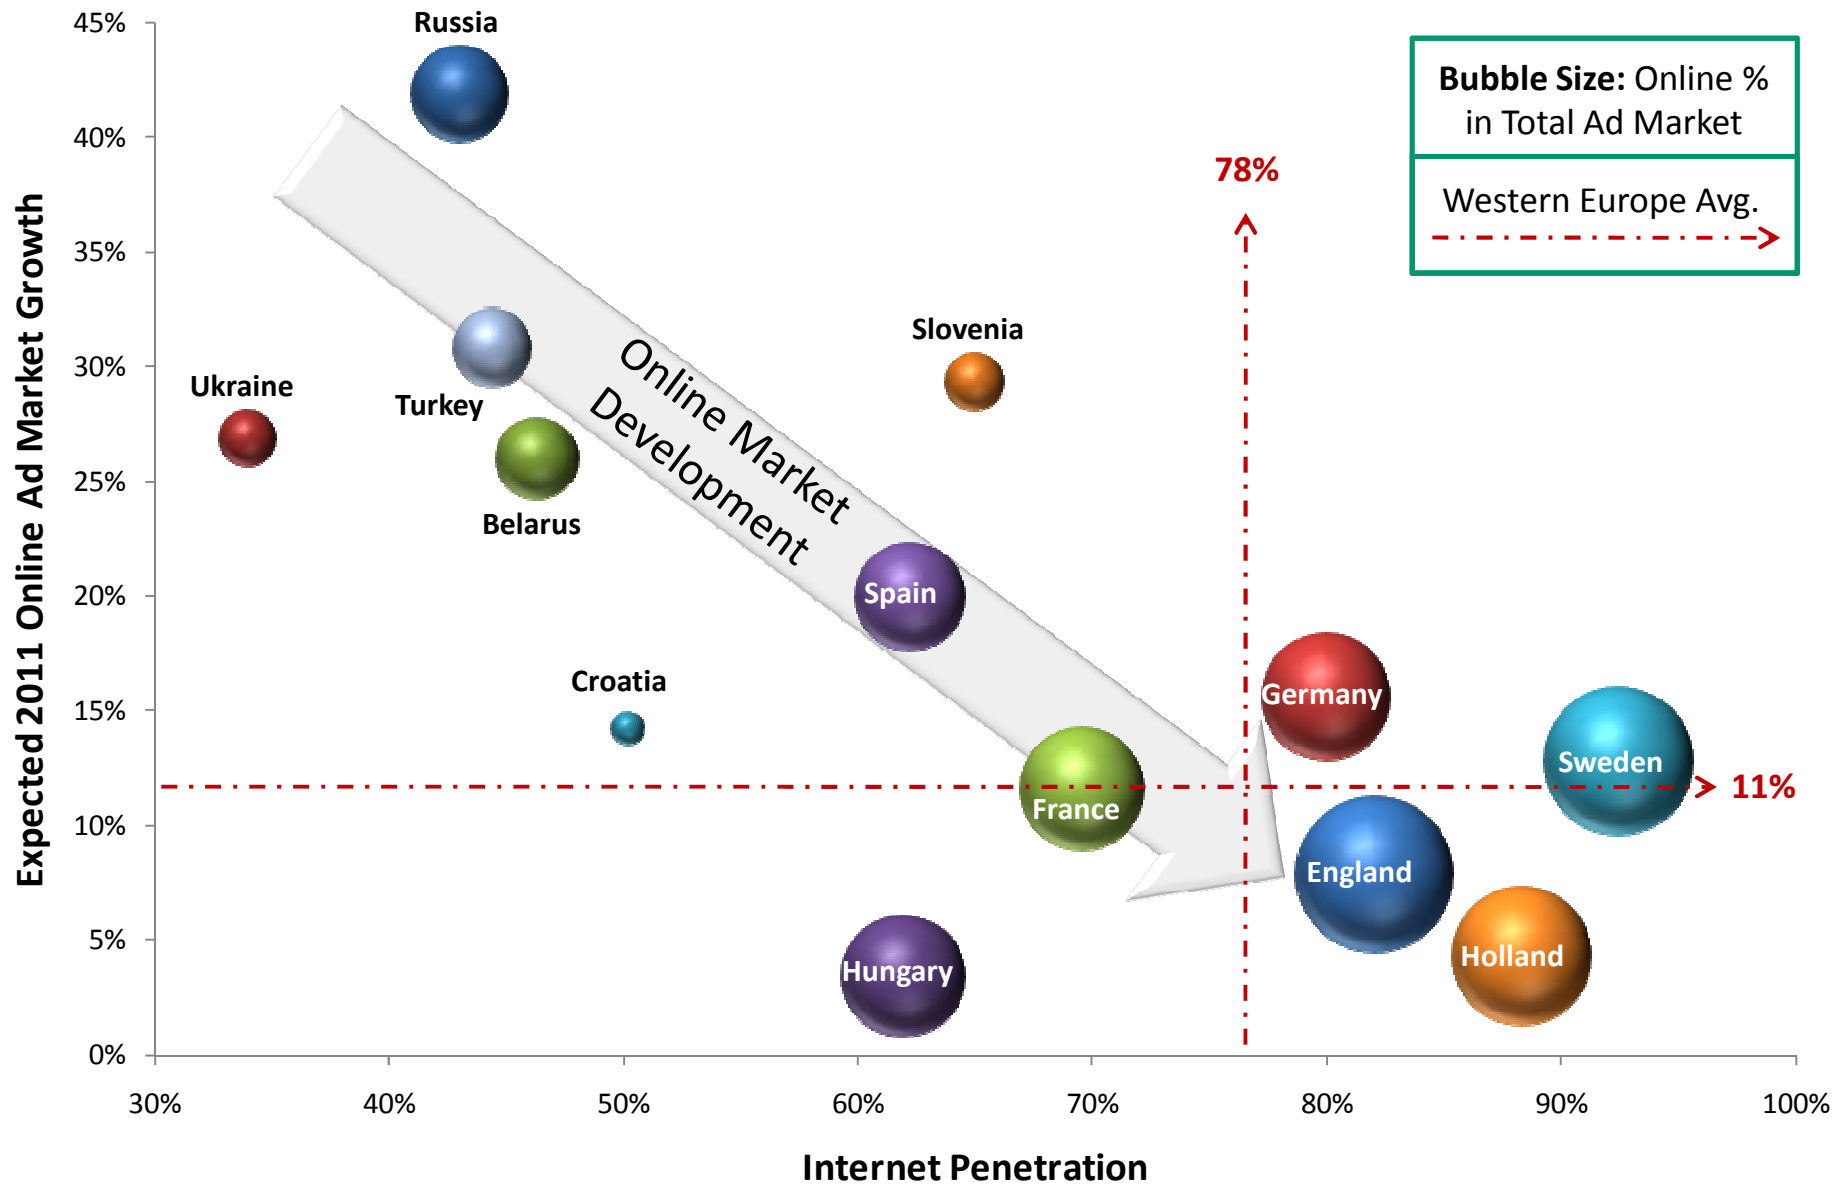 Expected 2011 Online Ad Market Growth
45%
40%
35%
30%
25%
20%
15%
10%
5%
0%
30%
40%
50%
60%
70%
80%
90%
100%
Internet Penetration
Russia
Bubble Size: Online %
in Total Ad Market
Western Europe Avg.
78%
Slovenia
Ukraine
Turkey
Belarus
Online Market
Development
Spain
Croatia
Germany
Sweden
11%
France
England
Holland
Hungary